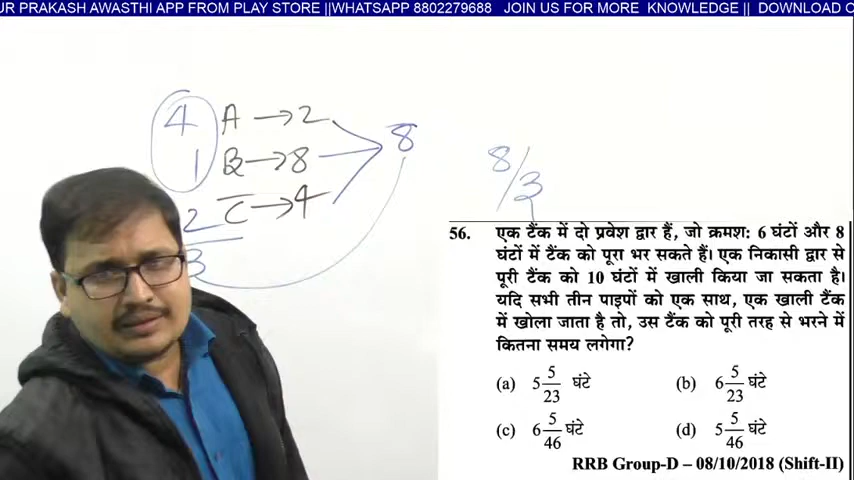 UR PRAKASH AWASTHI APP FROM PLAY STORE ||WHATSAPP 8802279688 JOIN US FOR MORE KNOWLEDGE || DOWNLOAD O
4 A → 2
1 B → 8
2 C → 4
3
8
8/3
56. एक टैंक में दो प्रवेश द्वार हैं, जो क्रमश: 6 घंटों और 8
घंटों में टैंक को पूरा भर सकते हैं। एक निकासी द्वार से
पूरी टैंक को 10 घंटों में खाली किया जा सकता है।
यदि सभी तीन पाइपों को एक साथ, एक खाली टैंक
में खोला जाता है तो, उस टैंक को पूरी तरह से भरने में
कितना समय लगेगा?
(a) 5 5/23 घंटे (b) 6 5/23 घंटे
(c) 6 5/46 घंटे (d) 5 5/46 घंटे
RRB Group-D – 08/10/2018 (Shift-II)